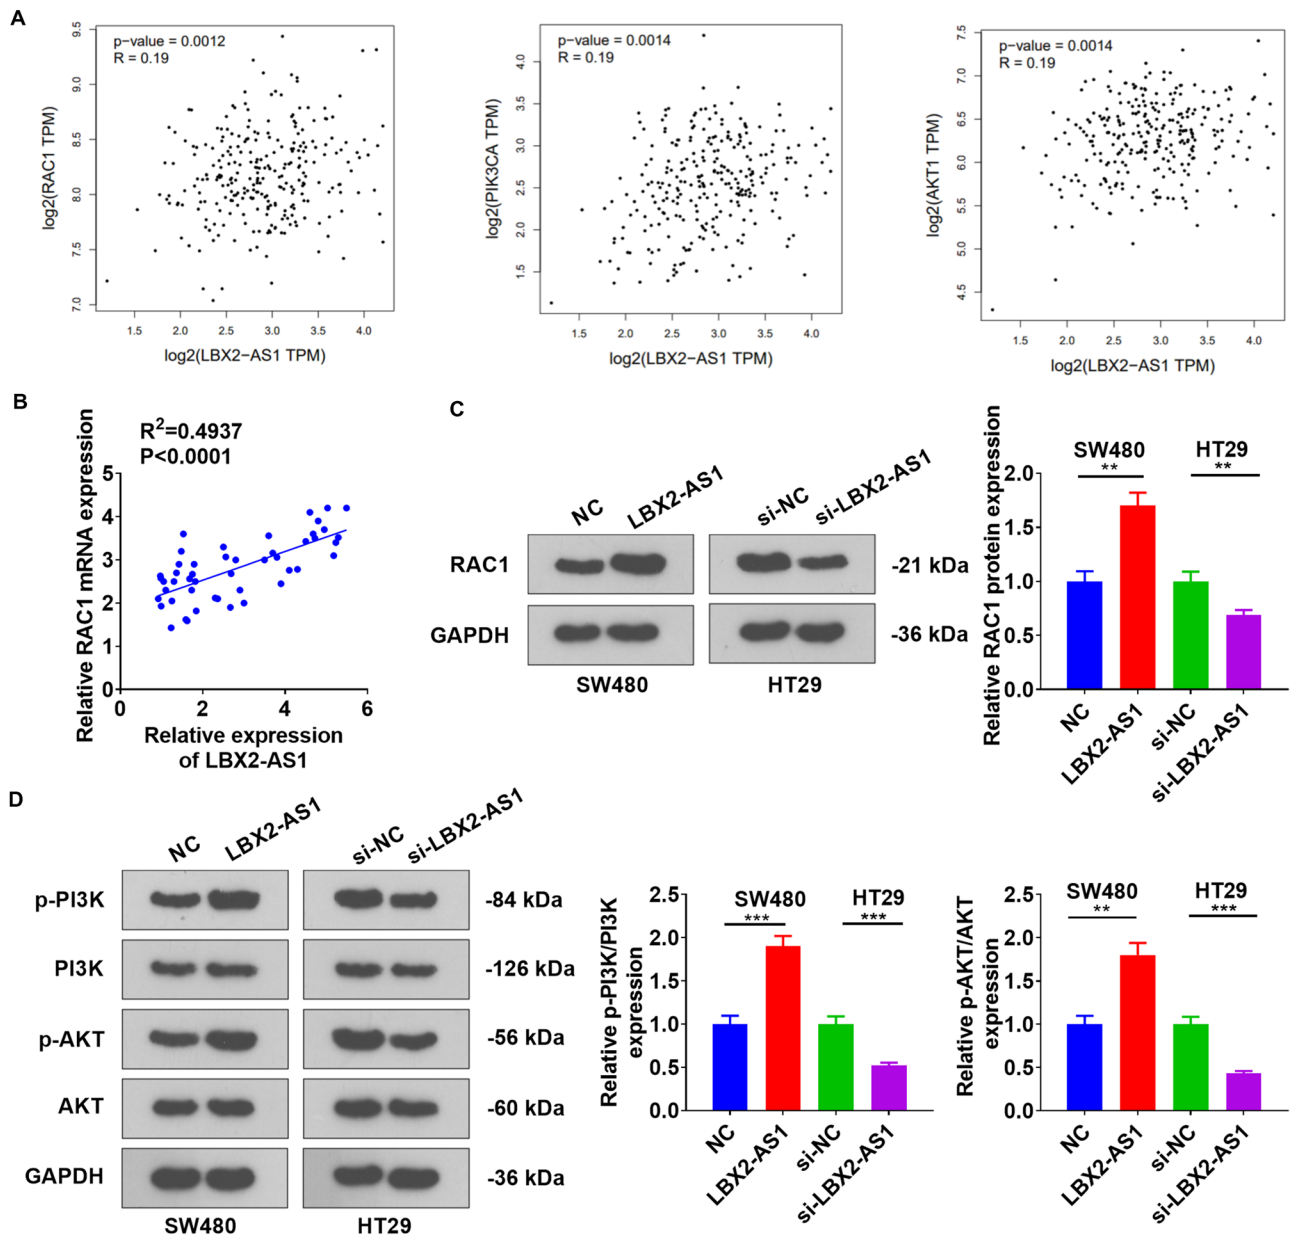 A
p−value = 0.0012
R = 0.19
log2(RAC1 TPM)
9.5
9.0
8.5
8.0
7.5
7.0
1.5 2.0 2.5 3.0 3.5 4.0
log2(LBX2−AS1 TPM)
p−value = 0.0014
R = 0.19
log2(PIK3CA TPM)
4.0
3.5
3.0
2.5
2.0
1.5
1.5 2.0 2.5 3.0 3.5 4.0
log2(LBX2−AS1 TPM)
p−value = 0.0014
R = 0.19
log2(AKT1 TPM)
7.5
7.0
6.5
6.0
5.5
5.0
4.5
1.5 2.0 2.5 3.0 3.5 4.0
log2(LBX2−AS1 TPM)
B
R2=0.4937
P<0.0001
Relative RAC1 mRNA expression
5
4
3
2
1
0
0 2 4 6
Relative expression
of LBX2-AS1
C
NC LBX2-AS1 si-NC si-LBX2-AS1
RAC1 -21 kDa
GAPDH -36 kDa
SW480 HT29
Relative RAC1 protein expression
SW480 HT29
** **
2.0
1.5
1.0
0.5
0.0
NC LBX2-AS1 si-NC si-LBX2-AS1
D
NC LBX2-AS1 si-NC si-LBX2-AS1
p-PI3K -84 kDa
PI3K -126 kDa
p-AKT -56 kDa
AKT -60 kDa
GAPDH -36 kDa
SW480 HT29
Relative p-PI3K/PI3K
expression
SW480 HT29
*** ***
2.5
2.0
1.5
1.0
0.5
0.0
NC LBX2-AS1 si-NC si-LBX2-AS1
Relative p-AKT/AKT
expression
SW480 HT29
** ***
2.5
2.0
1.5
1.0
0.5
0.0
NC LBX2-AS1 si-NC si-LBX2-AS1